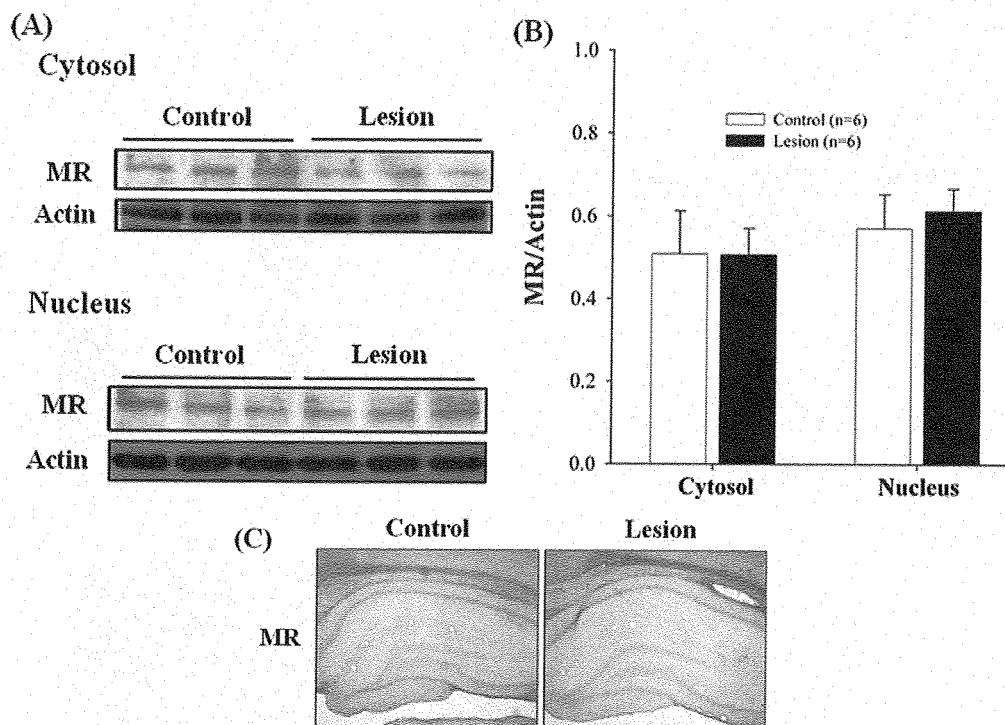 (A)
Cytosol
Control Lesion
MR
Actin
Nucleus
Control Lesion
MR
Actin
(B)
1.0
0.8
0.6
0.4
0.2
0.0
MR/Actin
Control (n=6)
Lesion (n=6)
Cytosol Nucleus
(C)
Control Lesion
MR